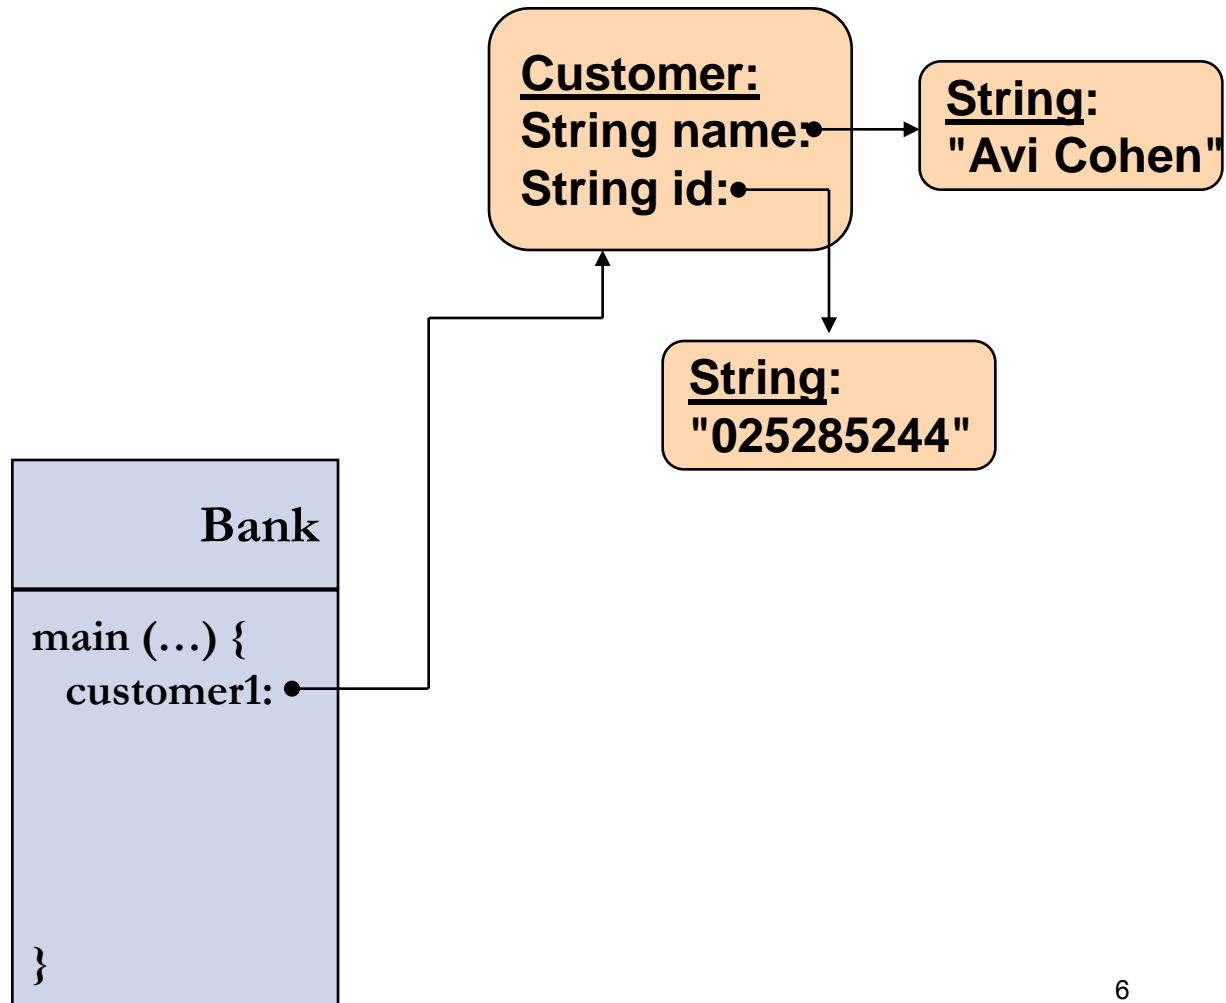 Customer:
String name:
String id:
String:
"Avi Cohen"
String:
"025285244"
Bank
main (…) {
customer1:
}
6